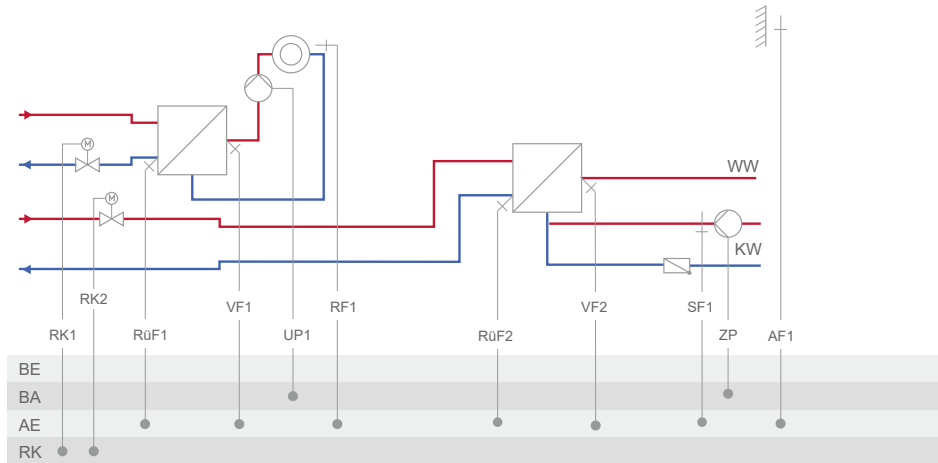 M
M
WW
KW
RK2
VF1
RF1
VF2
SF1
RK1
RüF1
UP1
RüF2
ZP
AF1
BE
BA
AE
RK